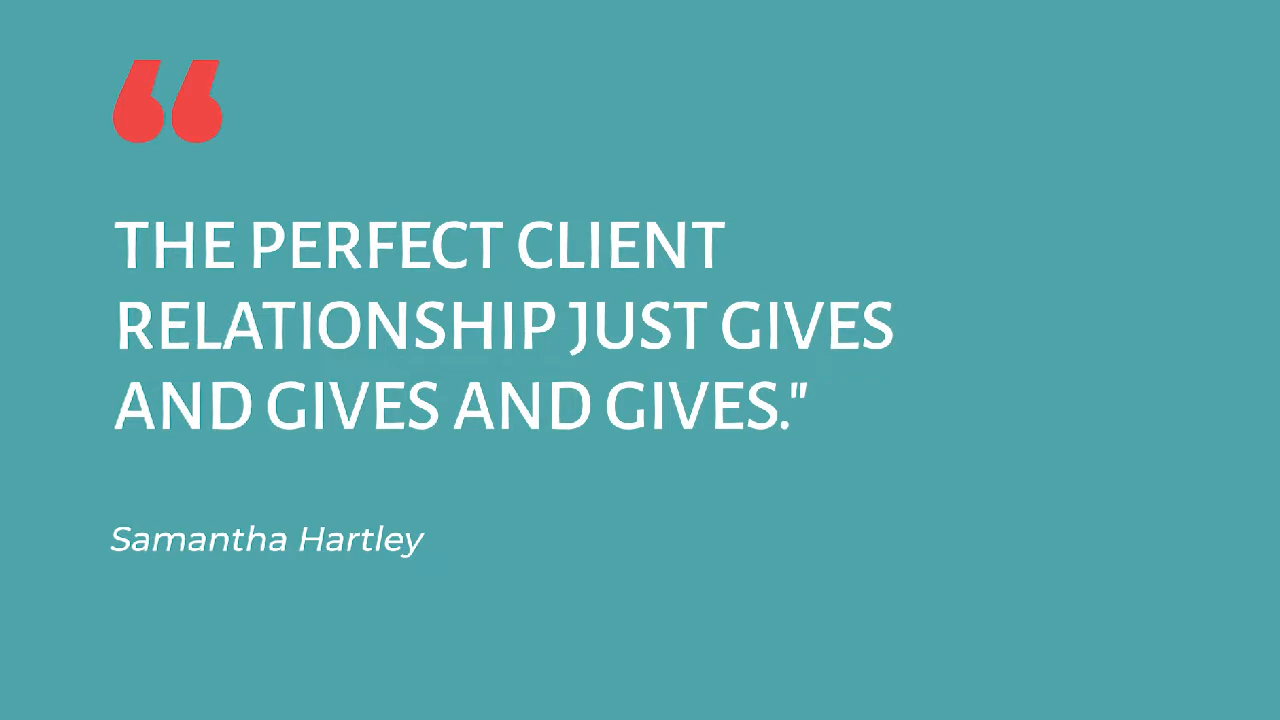 “
THE PERFECT CLIENT
RELATIONSHIP JUST GIVES
AND GIVES AND GIVES."
Samantha Hartley